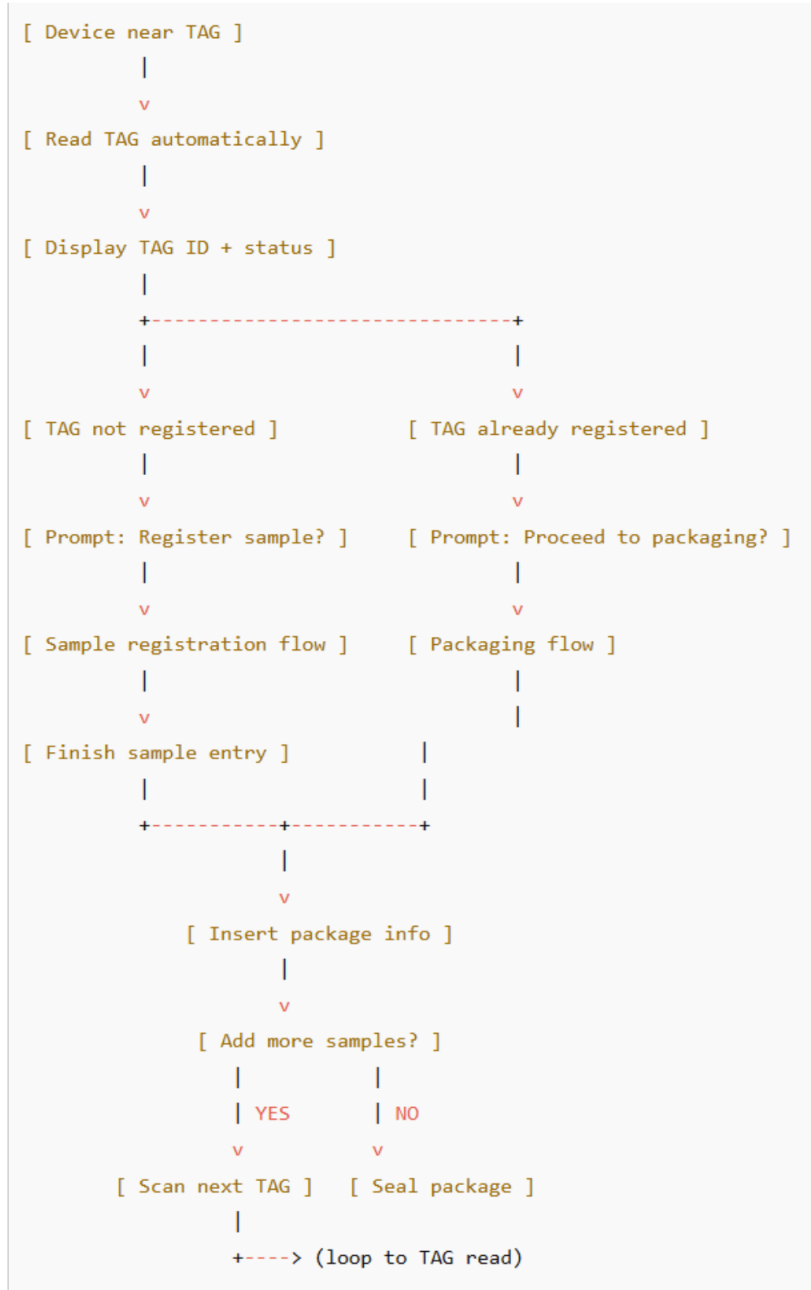 [ Device near TAG ]
|
v
[ Read TAG automatically ]
|
v
[ Display TAG ID + status ]
|
+-------------------------------+
| |
v v
[ TAG not registered ] [ TAG already registered ]
| |
v v
[ Prompt: Register sample? ] [ Prompt: Proceed to packaging? ]
| |
v v
[ Sample registration flow ] [ Packaging flow ]
| |
v |
[ Finish sample entry ] |
| |
+-----------+-----------+
|
v
[ Insert package info ]
|
v
[ Add more samples? ]
| |
| YES | NO
v v
[ Scan next TAG ] [ Seal package ]
|
+----> (loop to TAG read)